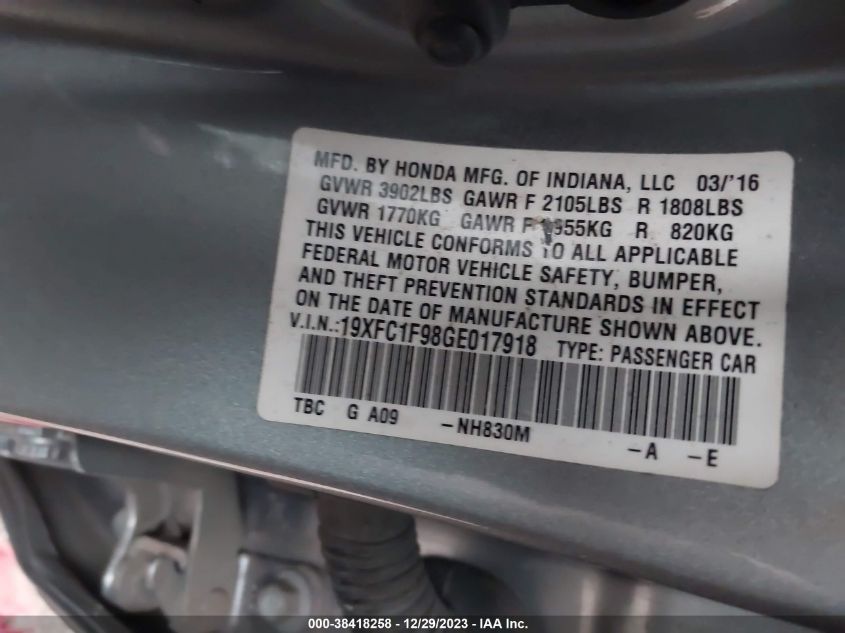 MFD. BY HONDA MFG. OF INDIANA, LLC 03/'16
GVWR 3902LBS GAWR F 2105LBS R 1808LBS
GVWR 1770KG GAWR F 955KG R 820KG
THIS VEHICLE CONFORMS TO ALL APPLICABLE
FEDERAL MOTOR VEHICLE SAFETY, BUMPER,
AND THEFT PREVENTION STANDARDS IN EFFECT
ON THE DATE OF MANUFACTURE SHOWN ABOVE.
V.I.N.:19XFC1F98GE017918 TYPE: PASSENGER CAR
TBC G A09 -NH830M -A -E
000-38418258 - 12/29/2023 - IAA Inc.